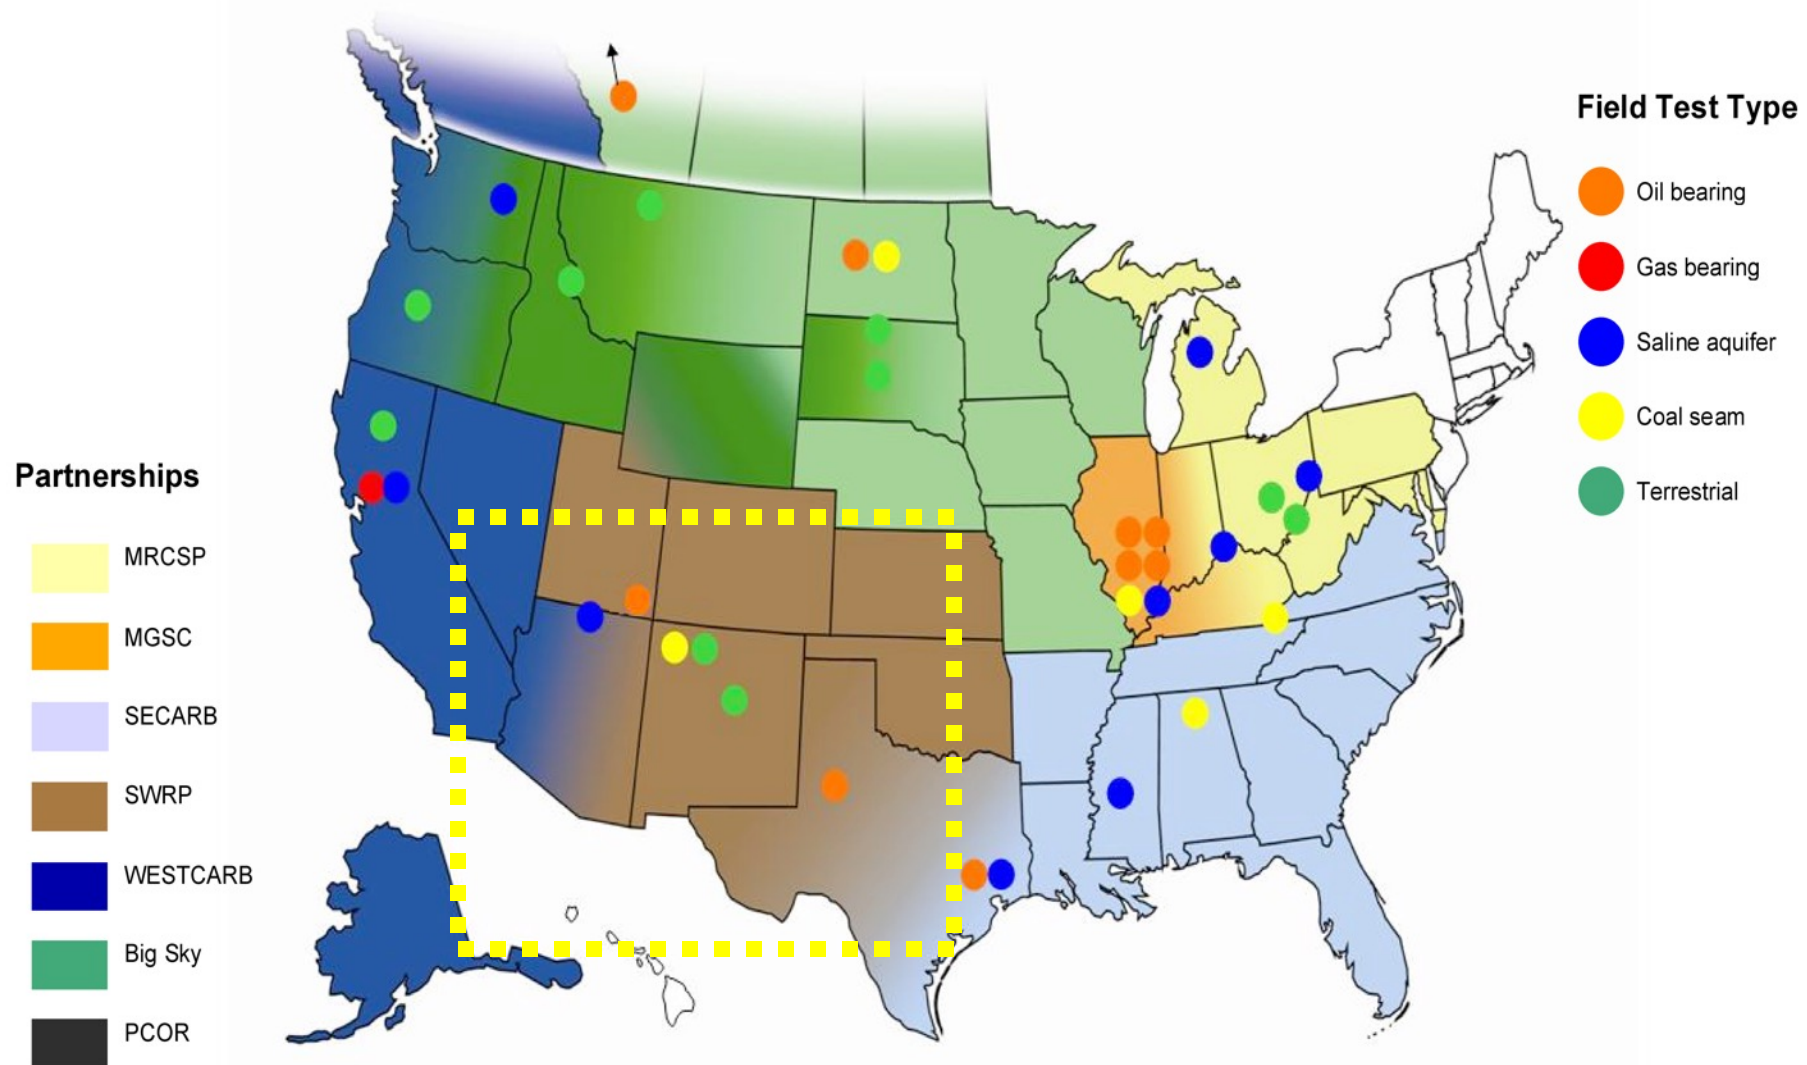 Partnerships
MRCSP
MGSC
SECARB
SWRP
WESTCARB
Big Sky
PCOR
Field Test Type
Oil bearing
Gas bearing
Saline aquifer
Coal seam
Terrestrial